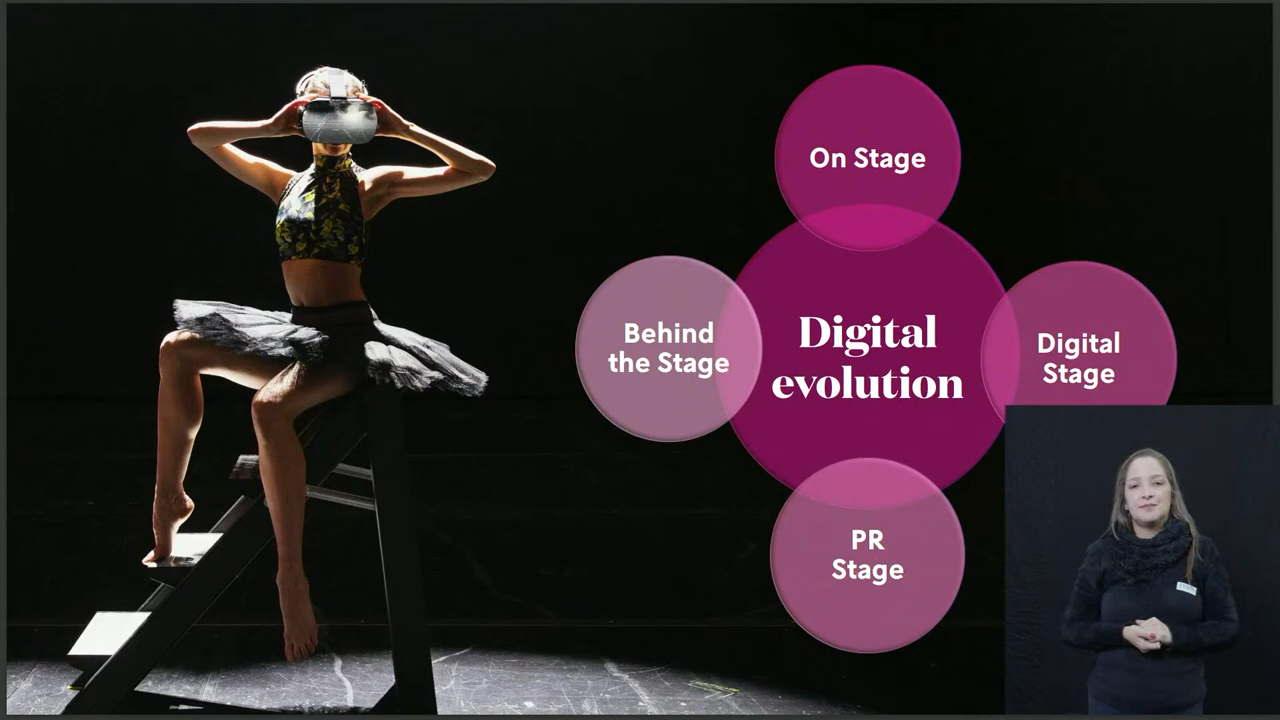 On Stage
Behind
the Stage
Digital
evolution
Digital
Stage
PR
Stage